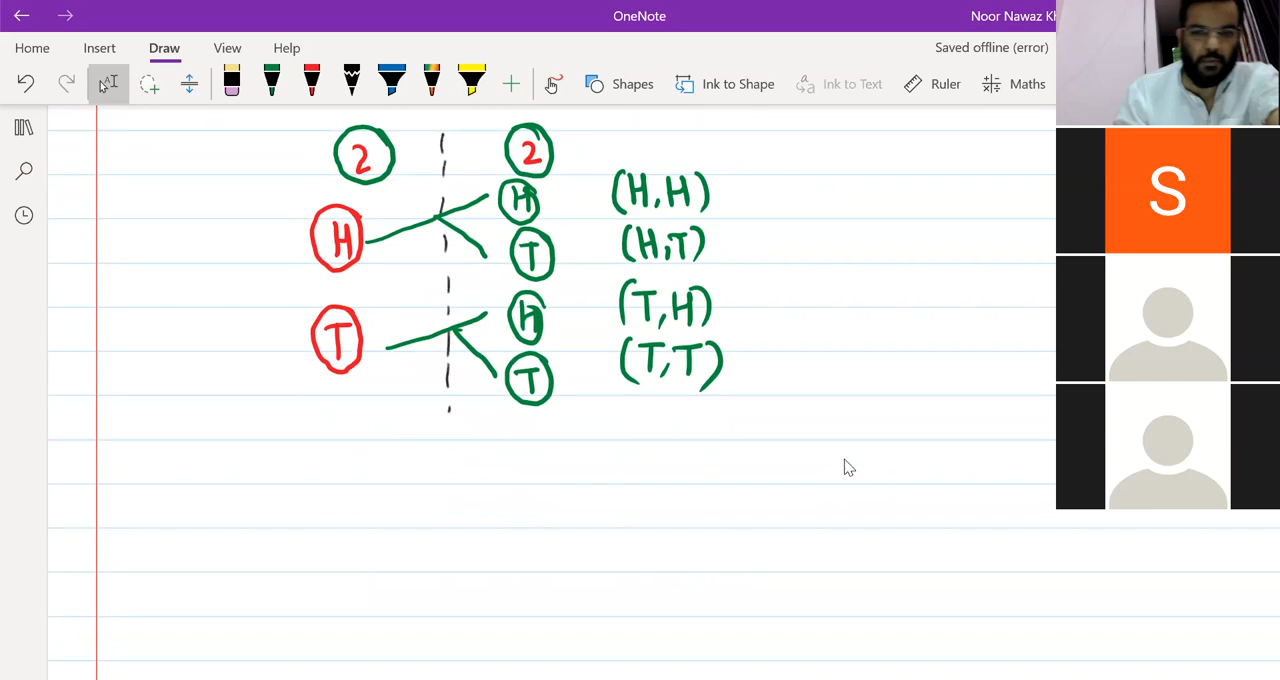 OneNote
Noor Nawaz Kh
Home Insert Draw View Help
Saved offline (error)
Shapes Ink to Shape Ink to Text Ruler Maths
2 2
H H (H,H)
T (H,T)
T H (T,H)
T (T,T)
S